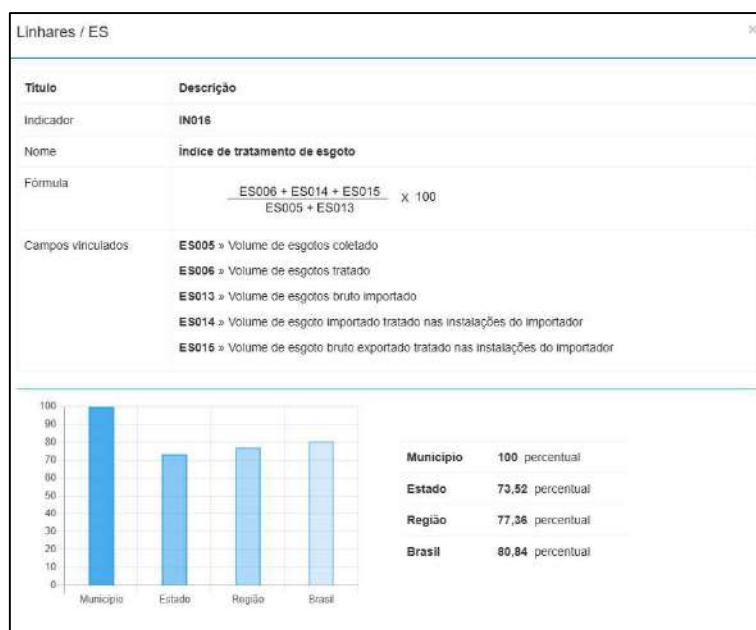 Linhares / ES
×
Título Descrição
Indicador IN016
Nome Índice de tratamento de esgoto
Fórmula ES006 + ES014 + ES015 X 100
ES005 + ES013
Campos vinculados ES005 » Volume de esgotos coletado
ES006 » Volume de esgotos tratado
ES013 » Volume de esgotos bruto importado
ES014 » Volume de esgoto importado tratado nas instalações do importador
ES015 » Volume de esgoto bruto exportado tratado nas instalações do importador
100
90
80
70
60
50
40
30
20
10
0
Município Estado Região Brasil
Município 100 percentual
Estado 73,52 percentual
Região 77,36 percentual
Brasil 80,84 percentual